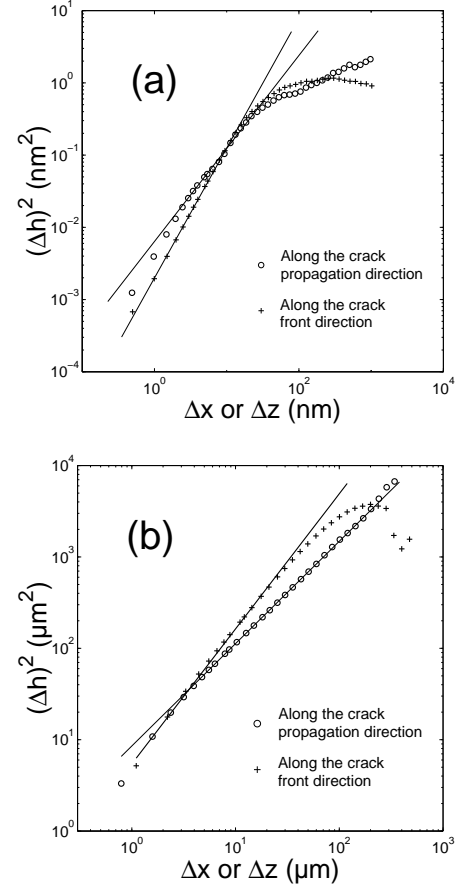 (a)
(Δh)² (nm²)
10¹
10⁰
10⁻¹
10⁻²
10⁻³
10⁻⁴
Along the crack
propagation direction
Along the crack
front direction
10⁰ 10² 10⁴
Δx or Δz (nm)
(b)
(Δh)² (μm²)
10⁴
10³
10²
10¹
10⁰
Along the crack
propagation direction
Along the crack
front direction
10⁰ 10¹ 10² 10³
Δx or Δz (μm)